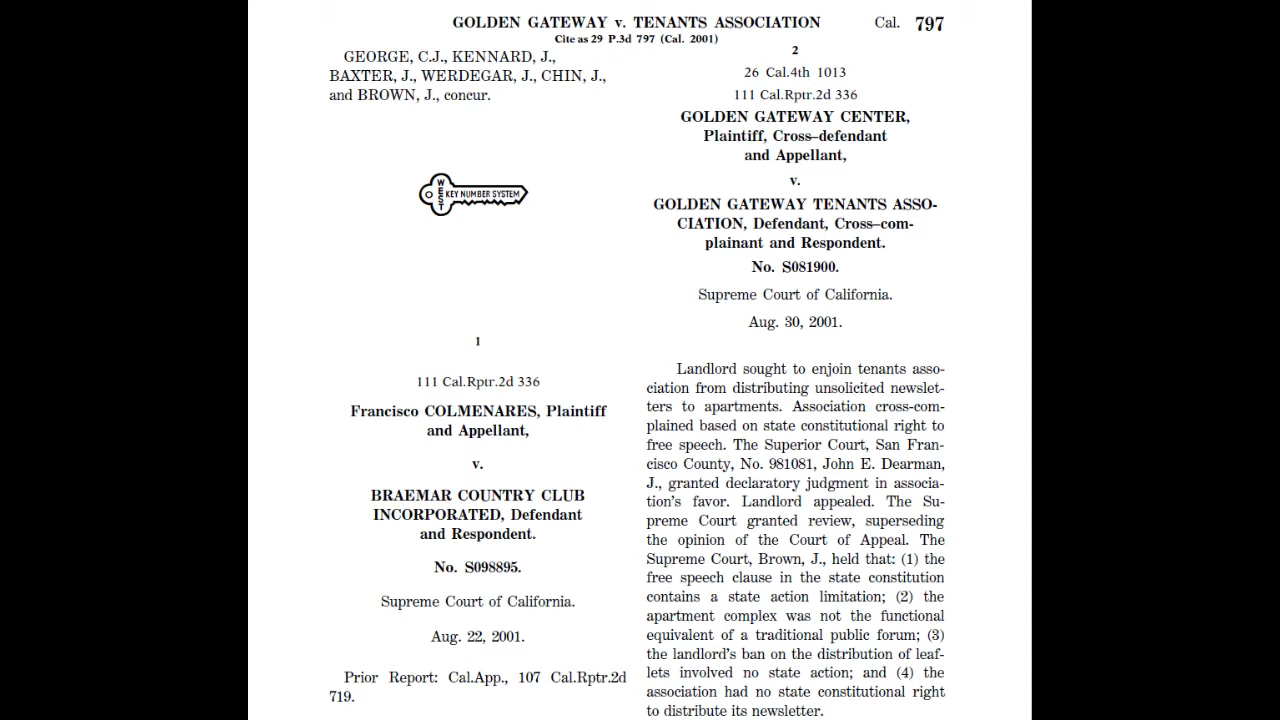 GOLDEN GATEWAY v. TENANTS ASSOCIATION Cal. 797
Cite as 29 P.3d 797 (Cal. 2001)
GEORGE, C.J., KENNARD, J.,
BAXTER, J., WERDEGAR, J., CHIN, J.,
and BROWN, J., concur.
WEST
KEY NUMBER SYSTEM
1
111 Cal.Rptr.2d 336
Francisco COLMENARES, Plaintiff
and Appellant,
v.
BRAEMAR COUNTRY CLUB
INCORPORATED, Defendant
and Respondent.
No. S098895.
Supreme Court of California.
Aug. 22, 2001.
Prior Report: Cal.App., 107 Cal.Rptr.2d
719.
2
26 Cal.4th 1013
111 Cal.Rptr.2d 336
GOLDEN GATEWAY CENTER,
Plaintiff, Cross–defendant
and Appellant,
v.
GOLDEN GATEWAY TENANTS ASSO-
CIATION, Defendant, Cross–com-
plainant and Respondent.
No. S081900.
Supreme Court of California.
Aug. 30, 2001.
Landlord sought to enjoin tenants asso-
ciation from distributing unsolicited newslet-
ters to apartments. Association cross-com-
plained based on state constitutional right to
free speech. The Superior Court, San Fran-
cisco County, No. 981081, John E. Dearman,
J., granted declaratory judgment in associa-
tion's favor. Landlord appealed. The Su-
preme Court granted review, superseding
the opinion of the Court of Appeal. The
Supreme Court, Brown, J., held that: (1) the
free speech clause in the state constitution
contains a state action limitation; (2) the
apartment complex was not the functional
equivalent of a traditional public forum; (3)
the landlord's ban on the distribution of leaf-
lets involved no state action; and (4) the
association had no state constitutional right
to distribute its newsletter.